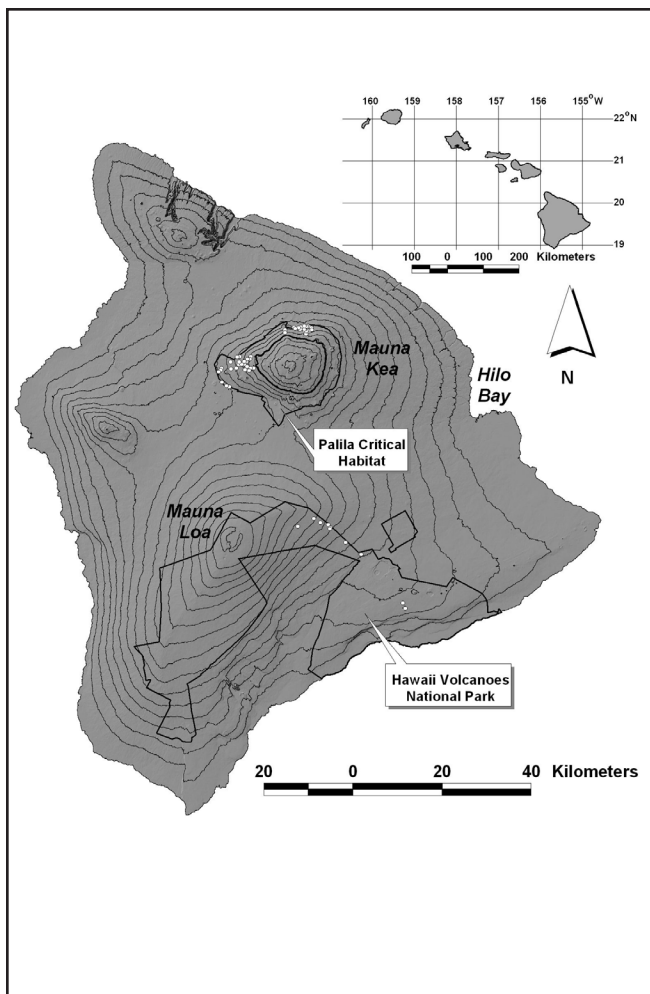 160 159 158 157 156 155°W
22°N
21
20
19
100 0 100 200 Kilometers
N
Mauna
Kea
Hilo
Bay
Palila Critical
Habitat
Mauna
Loa
Hawaii Volcanoes
National Park
20 0 20 40 Kilometers